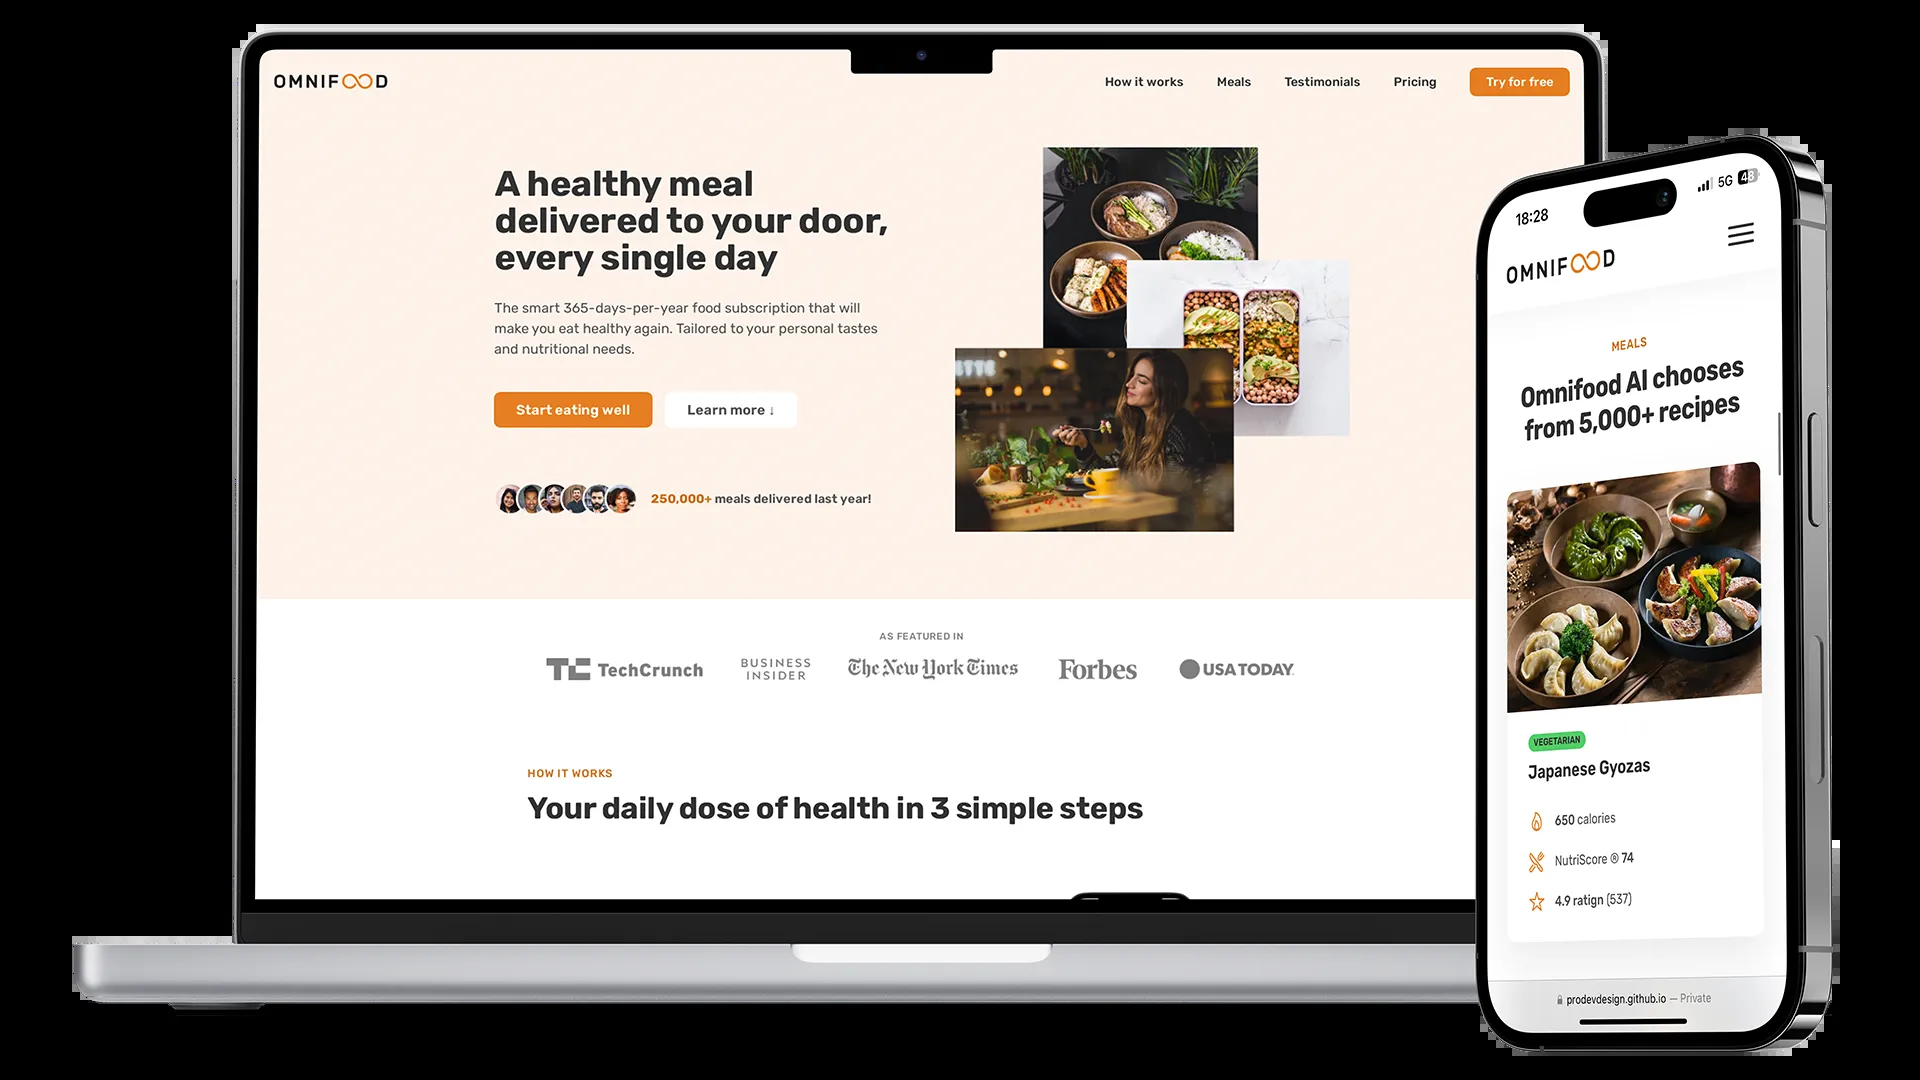 OMNIFOOD
How it works Meals Testimonials Pricing Try for free
A healthy meal
delivered to your door,
every single day
The smart 365-days-per-year food subscription that will
make you eat healthy again. Tailored to your personal tastes
and nutritional needs.
Start eating well Learn more ↓
250,000+ meals delivered last year!
AS FEATURED IN
TC TechCrunch
BUSINESS
INSIDER
The New York Times
Forbes
USA TODAY
HOW IT WORKS
Your daily dose of health in 3 simple steps
18:28 5G 48
OMNIFOOD
MEALS
Omnifood AI chooses
from 5,000+ recipes
VEGETARIAN
Japanese Gyozas
650 calories
NutriScore ® 74
4.9 ratign (537)
prodevdesign.github.io — Private